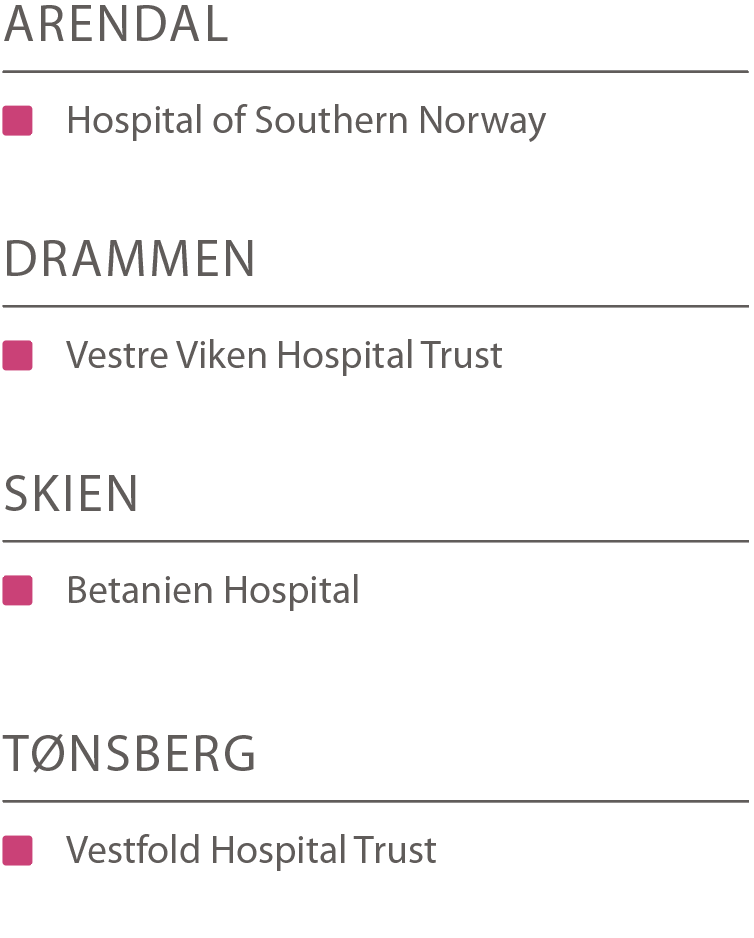 ARENDAL
Hospital of Southern Norway
DRAMMEN
Vestre Viken Hospital Trust
SKIEN
Betanien Hospital
TØNSBERG
Vestfold Hospital Trust